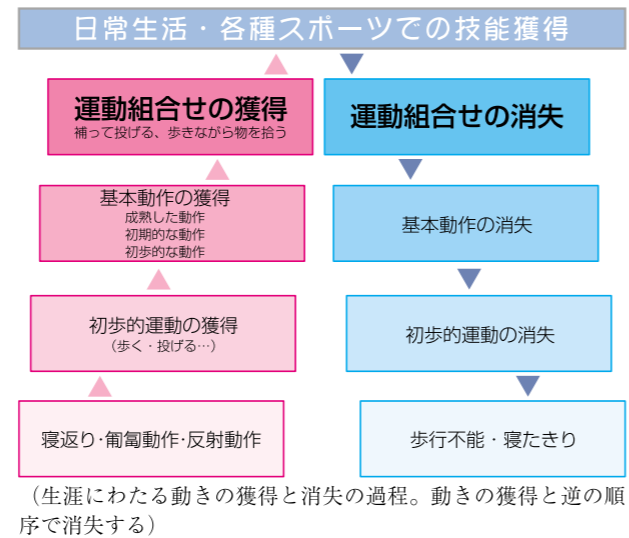 日常生活・各種スポーツでの技能獲得
運動組合せの獲得
補って投げる、歩きながら物を拾う
運動組合せの消失
基本動作の獲得
成熟した動作
初期的な動作
初歩的な動作
基本動作の消失
初歩的運動の獲得
（歩く・投げる…）
初歩的運動の消失
寝返り・匍匐動作・反射動作
歩行不能・寝たきり
（生涯にわたる動きの獲得と消失の過程。動きの獲得と逆の順
序で消失する）